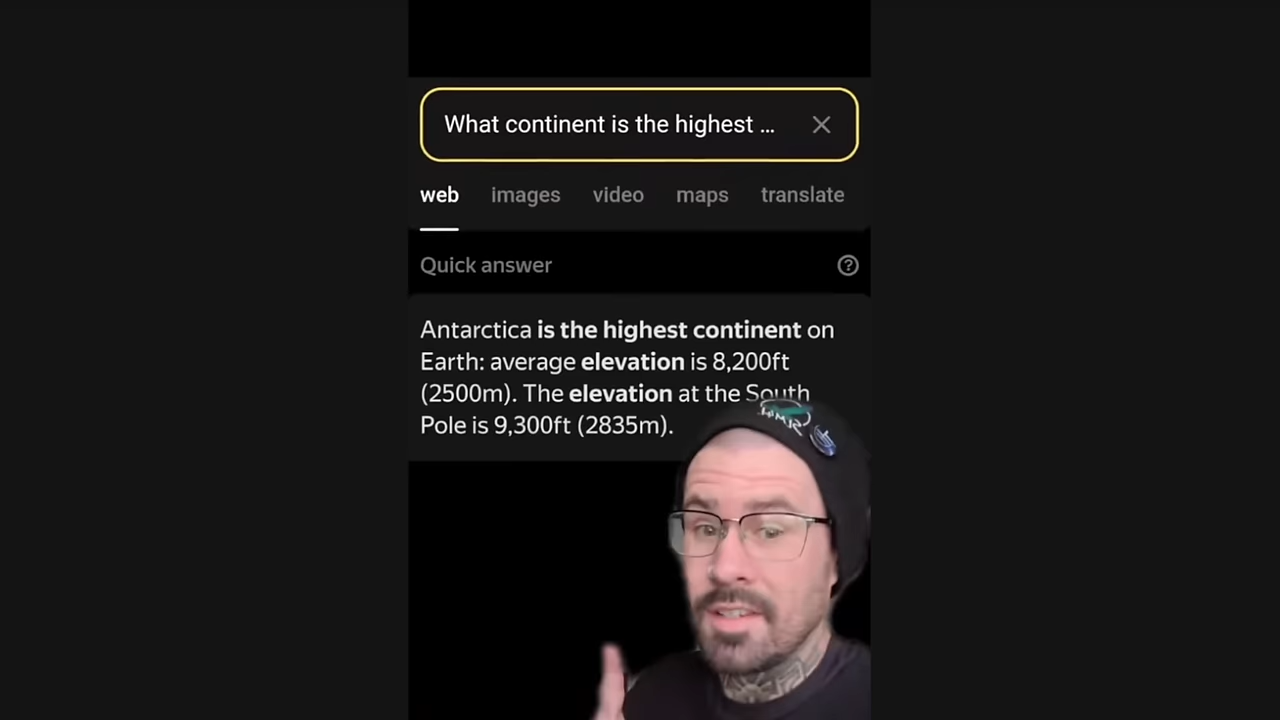 What continent is the highest ...
web images video maps translate
Quick answer
Antarctica is the highest continent on
Earth: average elevation is 8,200ft
(2500m). The elevation at the South
Pole is 9,300ft (2835m).